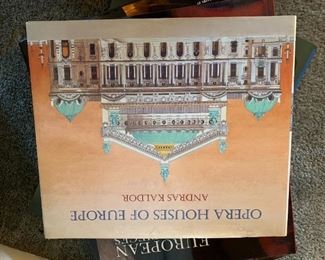 OPERA HOUSES OF EUROPE
ANDRAS KALDOR
EUROPEAN